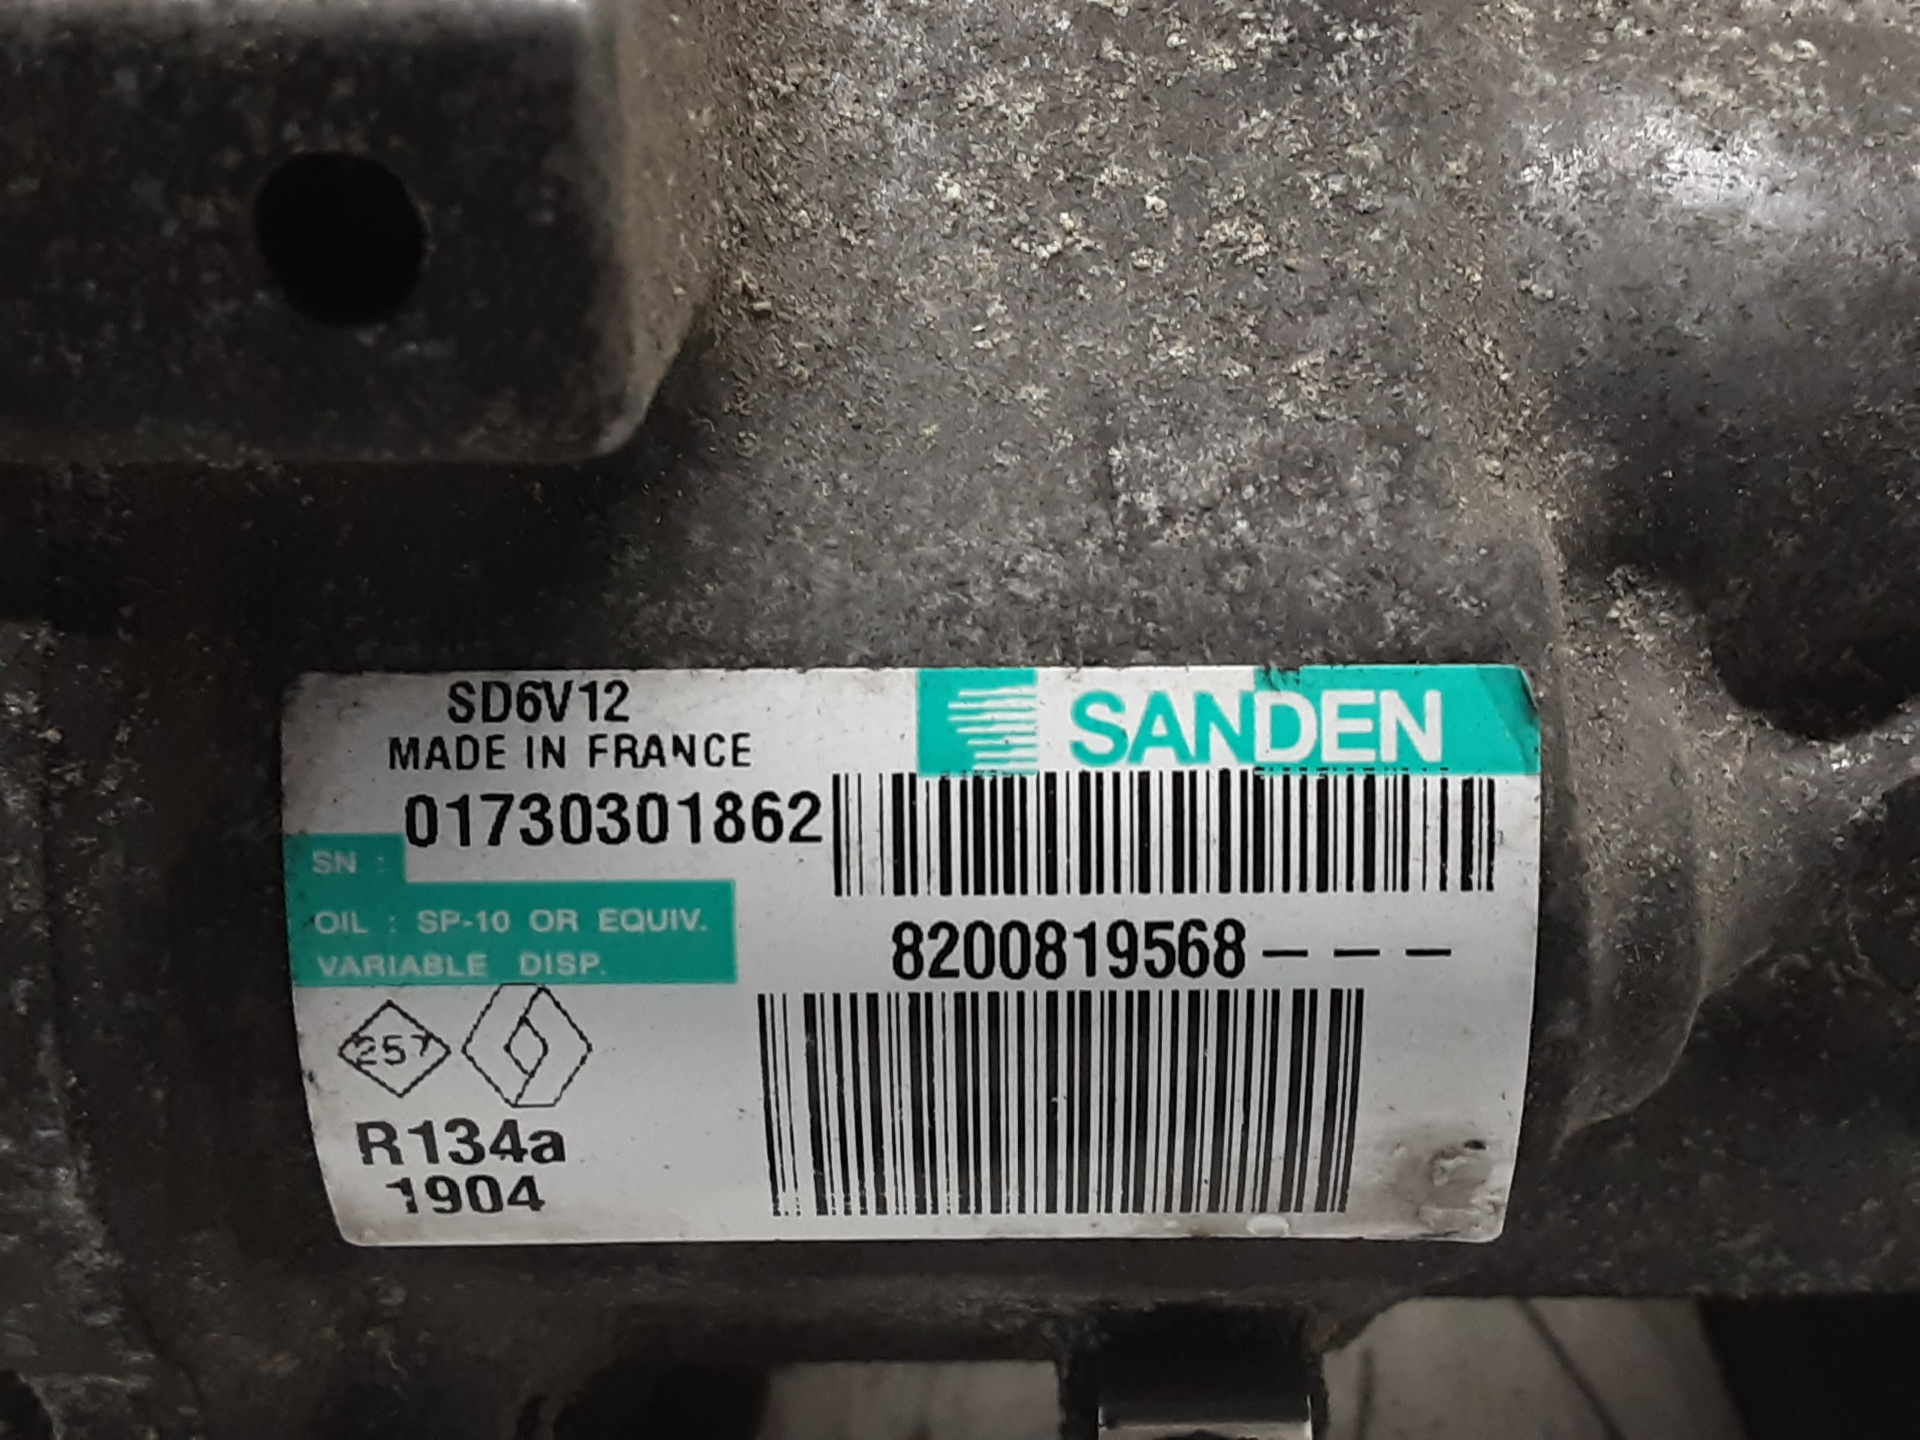 SD6V12
SANDEN
MADE IN FRANCE
01730301862
SN :
OIL : SP-10 OR EQUIV.
VARIABLE DISP.
8200819568---
257
R134a
1904